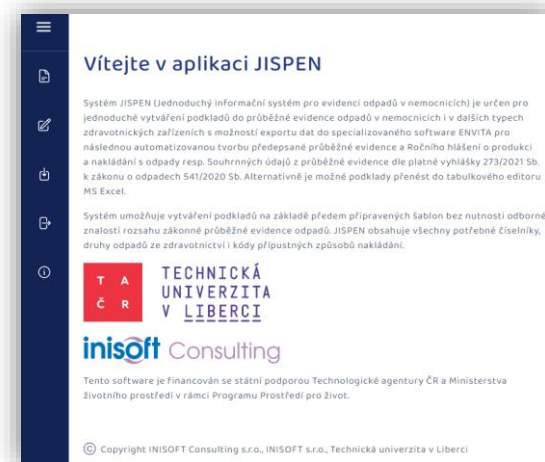 Vítejte v aplikaci JISPEN
Systém JISPEN (Jednoduchý informační systém pro evidenci odpadů v nemocnicích) je určen pro
jednoduché vytváření podkladů do průběžné evidence odpadů v nemocnicích i v dalších typech
zdravotnických zařízeních s možností exportu dat do specializovaného software ENVITA pro
následnou automatizovanou tvorbu předepsané průběžné evidence a Ročního hlášení o produkci
a nakládání s odpady resp. Souhrnných údajů z průběžné evidence dle platné vyhlášky 273/2021 Sb.
k zákonu o odpadech 541/2020 Sb. Alternativně je možné podklady přenést do tabulkového editoru
MS Excel.
Systém umožňuje vytváření podkladů na základě předem připravených šablon bez nutnosti odborné
znalosti rozsahu zákonné průběžné evidence odpadů. JISPEN obsahuje všechny potřebné číselníky,
druhy odpadů ze zdravotnictví i kódy přípustných způsobů nakládání.
T A
Č R
TECHNICKÁ
UNIVERZITA
V LIBERCI
inisoft Consulting
Tento software je financován se státní podporou Technologické agentury ČR a Ministerstva
životního prostředí v rámci Programu Prostředí pro život.
© Copyright INISOFT Consulting s.r.o., INISOFT s.r.o., Technická univerzita v Liberci